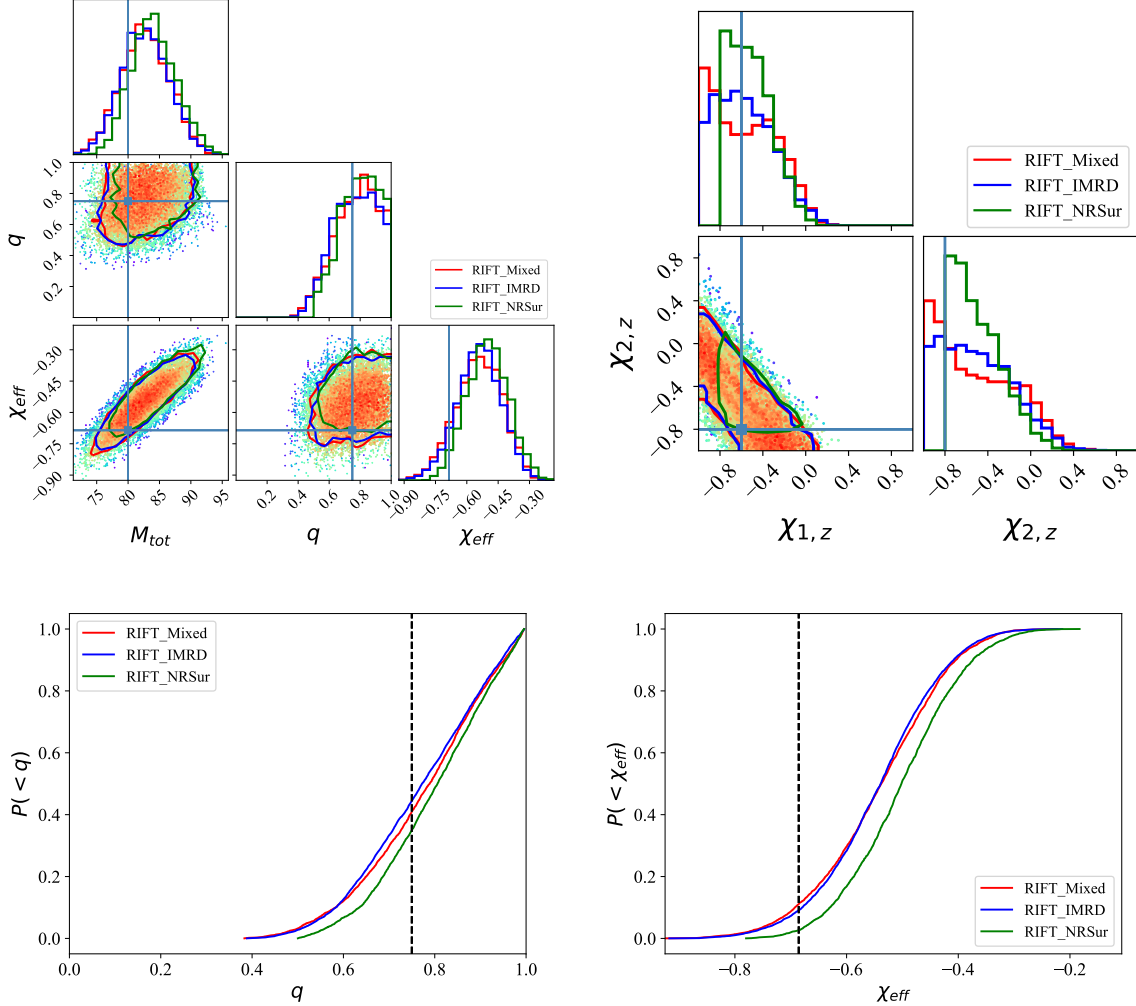 1.0
0.8
0.6
0.4
0.2
q
RIFT_Mixed
RIFT_IMRD
RIFT_NRSur
−0.30
−0.45
−0.60
−0.75
−0.90
χeff
75 80 85 90 95
Mtot
0.2 0.4 0.6 0.8 1.0
q
−0.90 −0.75 −0.60 −0.45 −0.30
χeff
RIFT_Mixed
RIFT_IMRD
RIFT_NRSur
0.8
0.4
0.0
−0.4
−0.8
χ2, z
−0.8 −0.4 0.0 0.4 0.8
χ1, z
−0.8 −0.4 0.0 0.4 0.8
χ2, z
RIFT_Mixed
RIFT_IMRD
RIFT_NRSur
1.0
0.8
0.6
0.4
0.2
0.0
P( < q)
0.0 0.2 0.4 0.6 0.8 1.0
q
1.0
0.8
0.6
0.4
0.2
0.0
P( < χeff)
RIFT_Mixed
RIFT_IMRD
RIFT_NRSur
−0.8 −0.6 −0.4 −0.2
χeff